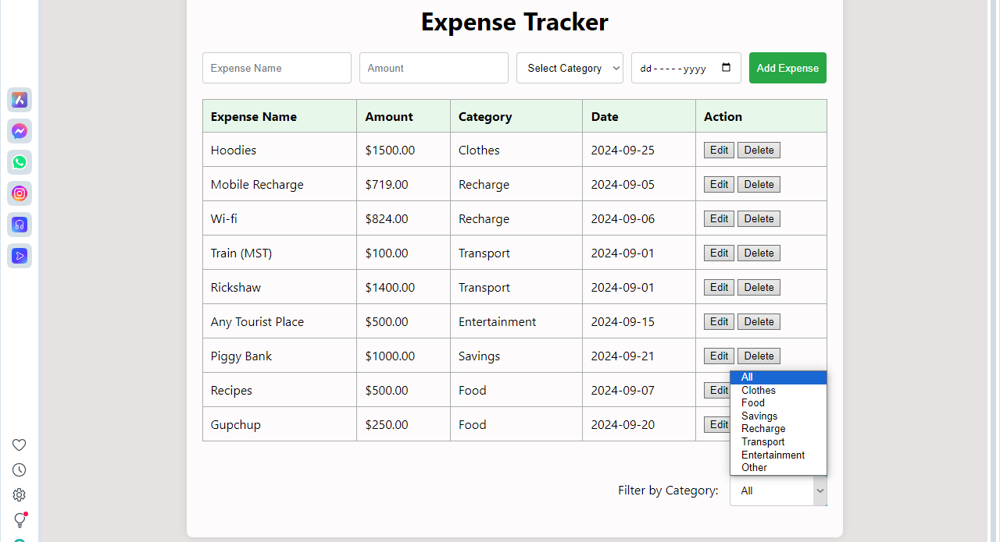 Expense Tracker
Expense Name Amount Select Category dd-----yyyy Add Expense
Expense Name Amount Category Date Action
Hoodies $1500.00 Clothes 2024-09-25 Edit Delete
Mobile Recharge $719.00 Recharge 2024-09-05 Edit Delete
Wi-fi $824.00 Recharge 2024-09-06 Edit Delete
Train (MST) $100.00 Transport 2024-09-01 Edit Delete
Rickshaw $1400.00 Transport 2024-09-01 Edit Delete
Any Tourist Place $500.00 Entertainment 2024-09-15 Edit Delete
Piggy Bank $1000.00 Savings 2024-09-21 Edit Delete
Recipes $500.00 Food 2024-09-07 Edit
Gupchup $250.00 Food 2024-09-20 Edit
All
Clothes
Food
Savings
Recharge
Transport
Entertainment
Other
Filter by Category: All